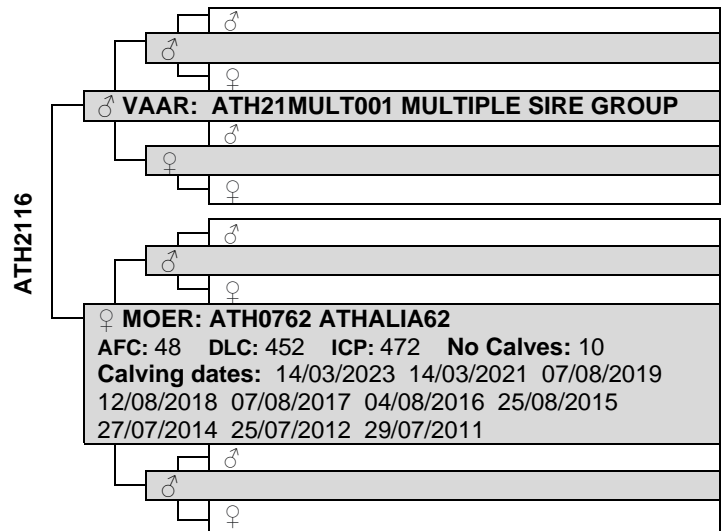 ♂
♂
♀
♂ VAAR: ATH21MULT001 MULTIPLE SIRE GROUP
♂
♀
♀
ATH2116
♂
♂
♀
♀ MOER: ATH0762 ATHALIA62
AFC: 48 DLC: 452 ICP: 472 No Calves: 10
Calving dates: 14/03/2023 14/03/2021 07/08/2019
12/08/2018 07/08/2017 04/08/2016 25/08/2015
27/07/2014 25/07/2012 29/07/2011
♂
♂
♀